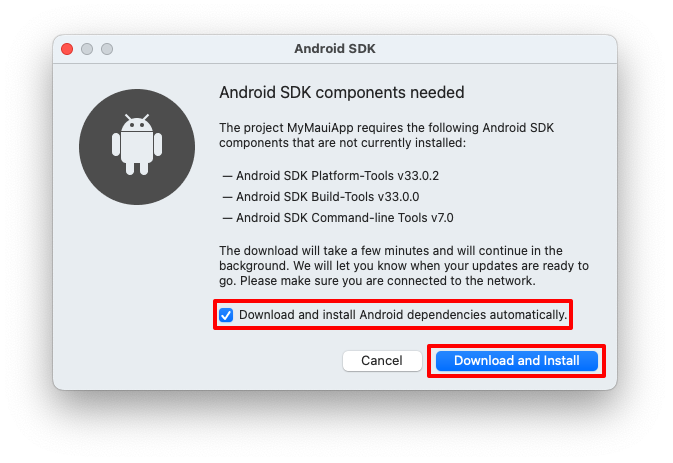 Android SDK
Android SDK components needed
The project MyMauiApp requires the following Android SDK
components that are not currently installed:
— Android SDK Platform-Tools v33.0.2
— Android SDK Build-Tools v33.0.0
— Android SDK Command-line Tools v7.0
The download will take a few minutes and will continue in the
background. We will let you know when your updates are ready to
go. Please make sure you are connected to the network.
Download and install Android dependencies automatically.
Cancel
Download and Install